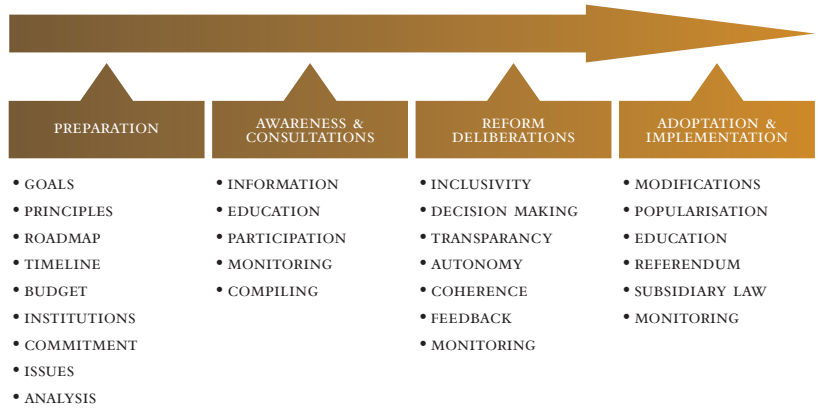 PREPARATION
• GOALS
• PRINCIPLES
• ROADMAP
• TIMELINE
• BUDGET
• INSTITUTIONS
• COMMITMENT
• ISSUES
• ANALYSIS
AWARENESS &
CONSULTATIONS
• INFORMATION
• EDUCATION
• PARTICIPATION
• MONITORING
• COMPILING
REFORM
DELIBERATIONS
• INCLUSIVITY
• DECISION MAKING
• TRANSPARANCY
• AUTONOMY
• COHERENCE
• FEEDBACK
• MONITORING
ADOPTATION &
IMPLEMENTATION
• MODIFICATIONS
• POPULARISATION
• EDUCATION
• REFERENDUM
• SUBSIDIARY LAW
• MONITORING